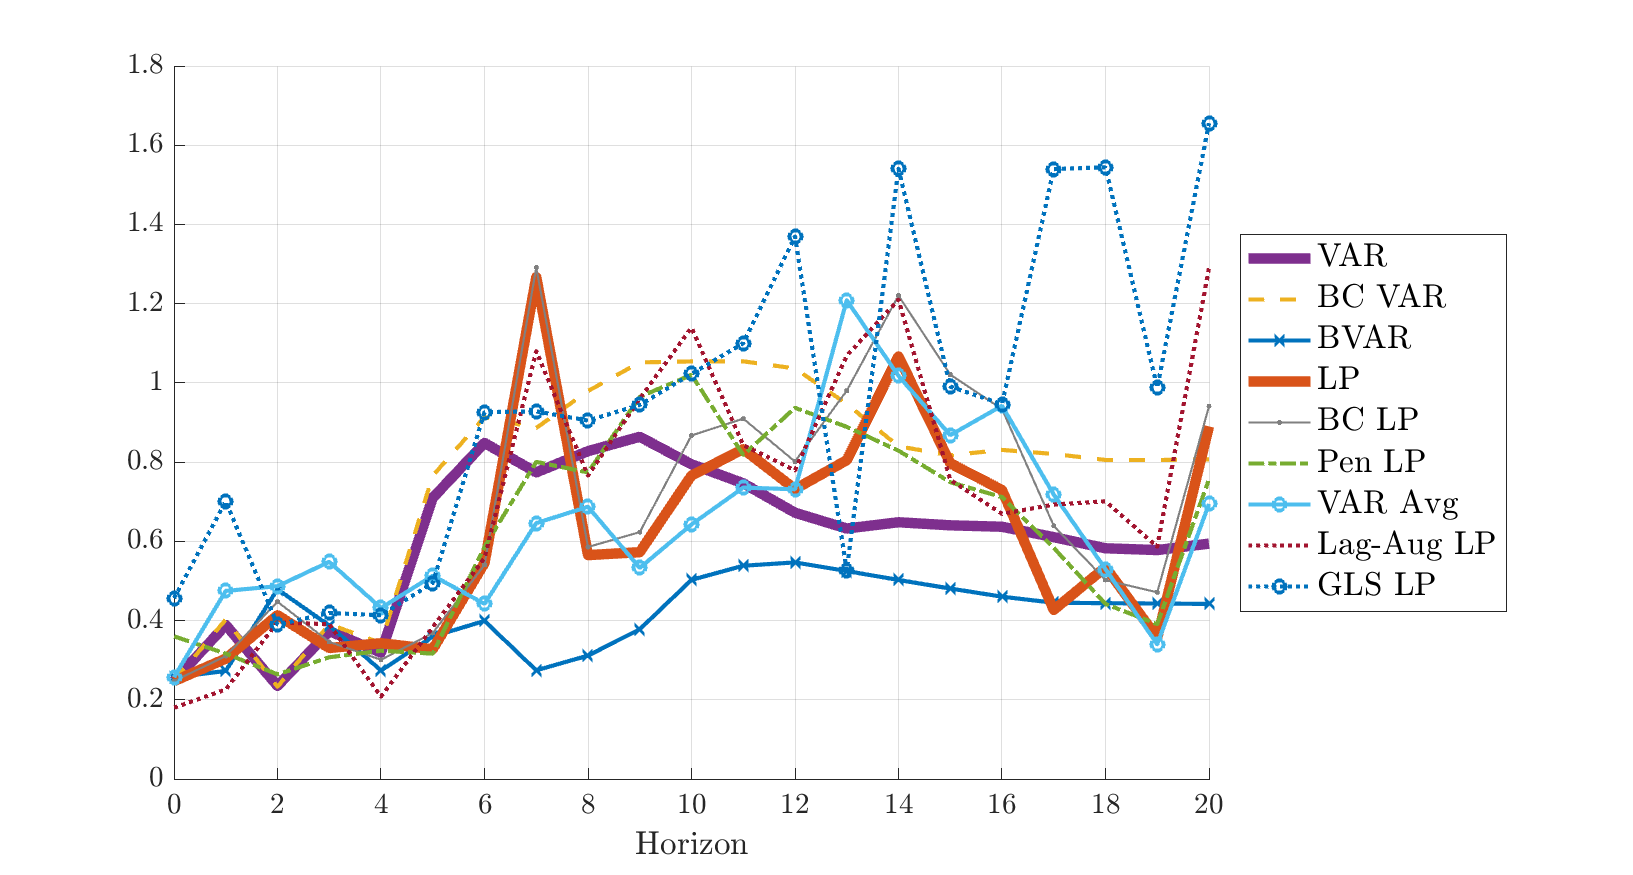 1.8
1.6
1.4
1.2
1
0.8
0.6
0.4
0.2
0
0 2 4 6 8 10 12 14 16 18 20
Horizon
VAR
BC VAR
BVAR
LP
BC LP
Pen LP
VAR Avg
Lag-Aug LP
GLS LP